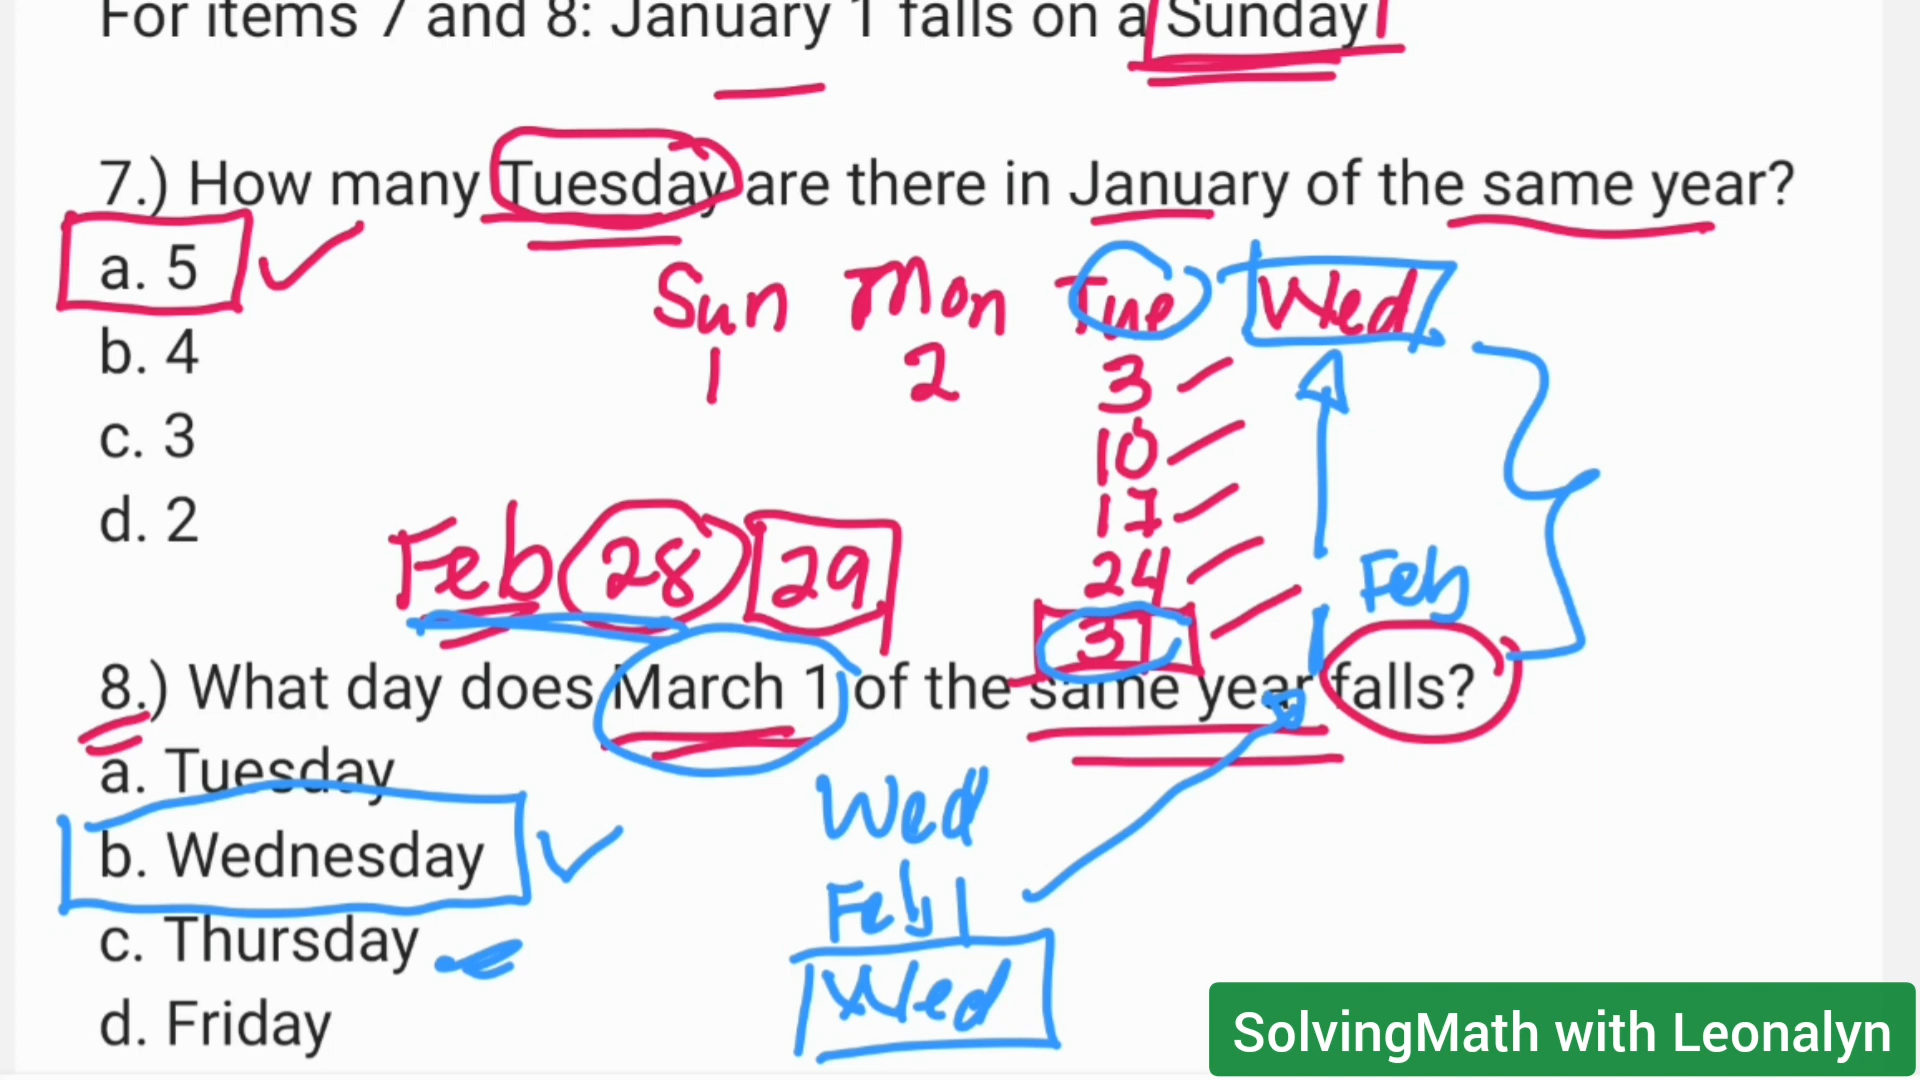 For items 7 and 8: January 1 falls on a Sunday
7.) How many Tuesday are there in January of the same year?
a. 5
Sun Mon Tue Wed
1 2 3
b. 4
10
c. 3
17
d. 2
Feb 28 29
24
Feb
31
1
8.) What day does March 1 of the same year falls?
a. Tuesday
Wed
b. Wednesday
Feb 1
c. Thursday
Wed
d. Friday
SolvingMath with Leonalyn